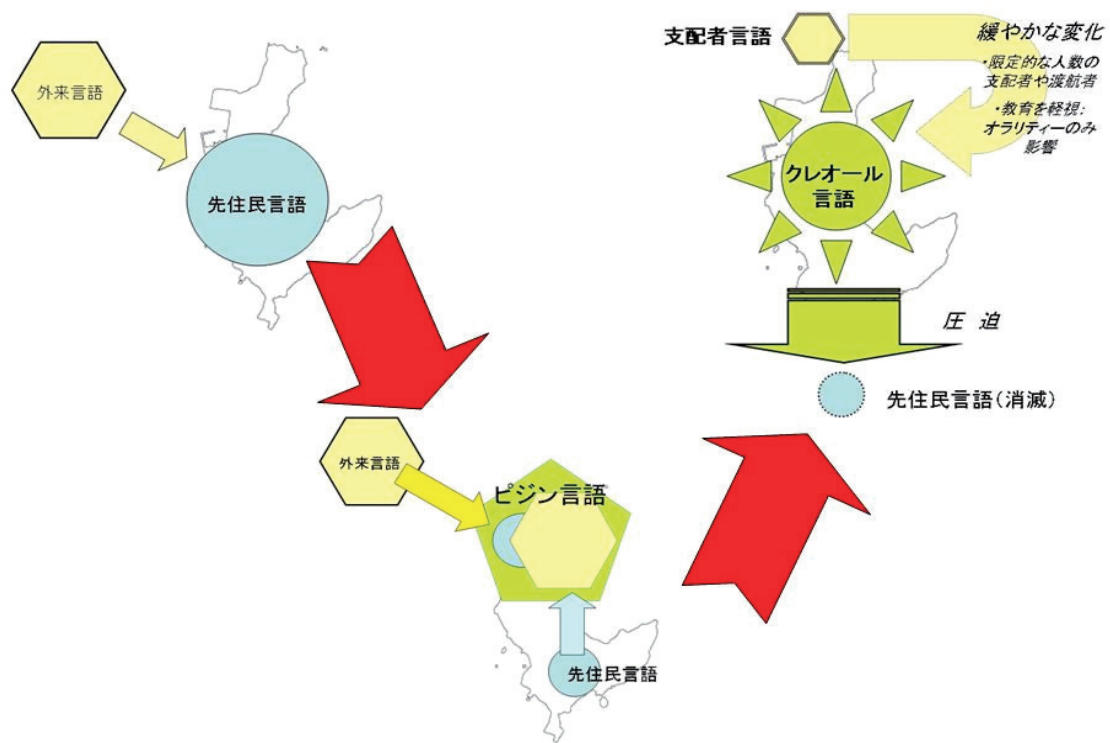 外来言語
先住民言語
外来言語
ピジン言語
先住民言語
支配者言語
緩やかな変化
・限定的な人数の
支配者や渡航者
・教育を軽視:
オラリティーのみ
影響
クレオール
言語
圧 迫
先住民言語(消滅)